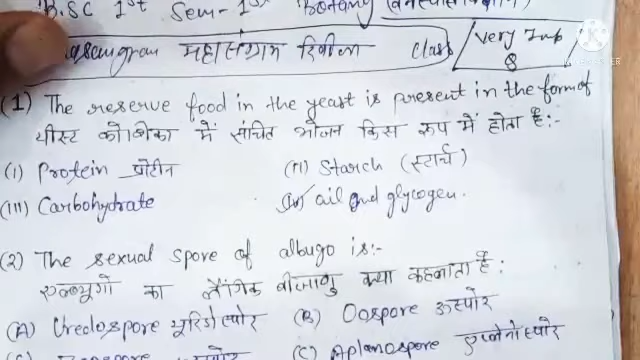 B.SC 1st Sem-1st Botany (वनस्पति विज्ञान)
महासंग्राम रिवीजन class Very Imp Q
(1) The reserve food in the yeast is present in the form of
यीस्ट कोशिका में संचित भोजन किस रूप में होता है:-
(i) Protein प्रोटीन (ii) Starch (स्टार्च)
(iii) Carbohydrate (iv) oil and glycogen.
(2) The sexual spore of albugo is:-
एल्ब्यूगो का लैंगिक बीजाणु क्या कहलाता है:
(A) Uredospore यूरिडोस्पोर (B) Oospore ऊस्पोर
(C) Aplanospore एप्लेनोस्पोर